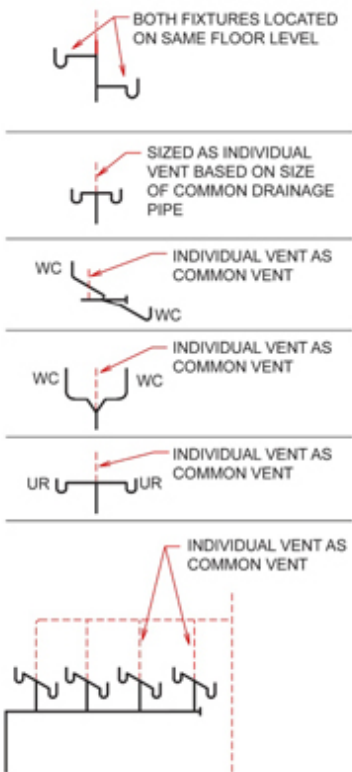 BOTH FIXTURES LOCATED
ON SAME FLOOR LEVEL
SIZED AS INDIVIDUAL
VENT BASED ON SIZE
OF COMMON DRAINAGE
PIPE
INDIVIDUAL VENT AS
COMMON VENT
WC
WC
INDIVIDUAL VENT AS
COMMON VENT
WC WC
INDIVIDUAL VENT AS
COMMON VENT
UR UR
INDIVIDUAL VENT AS
COMMON VENT